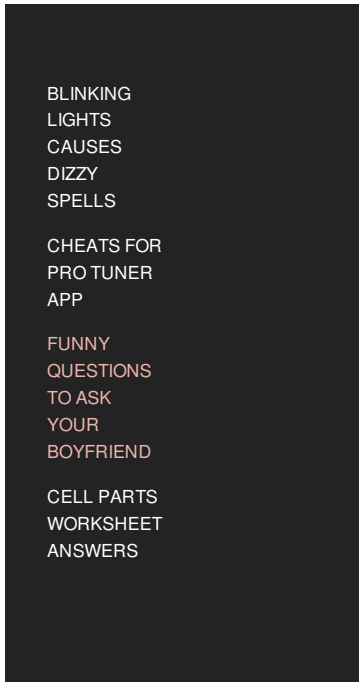 BLINKING
LIGHTS
CAUSES
DIZZY
SPELLS
CHEATS FOR
PRO TUNER
APP
FUNNY
QUESTIONS
TO ASK
YOUR
BOYFRIEND
CELL PARTS
WORKSHEET
ANSWERS